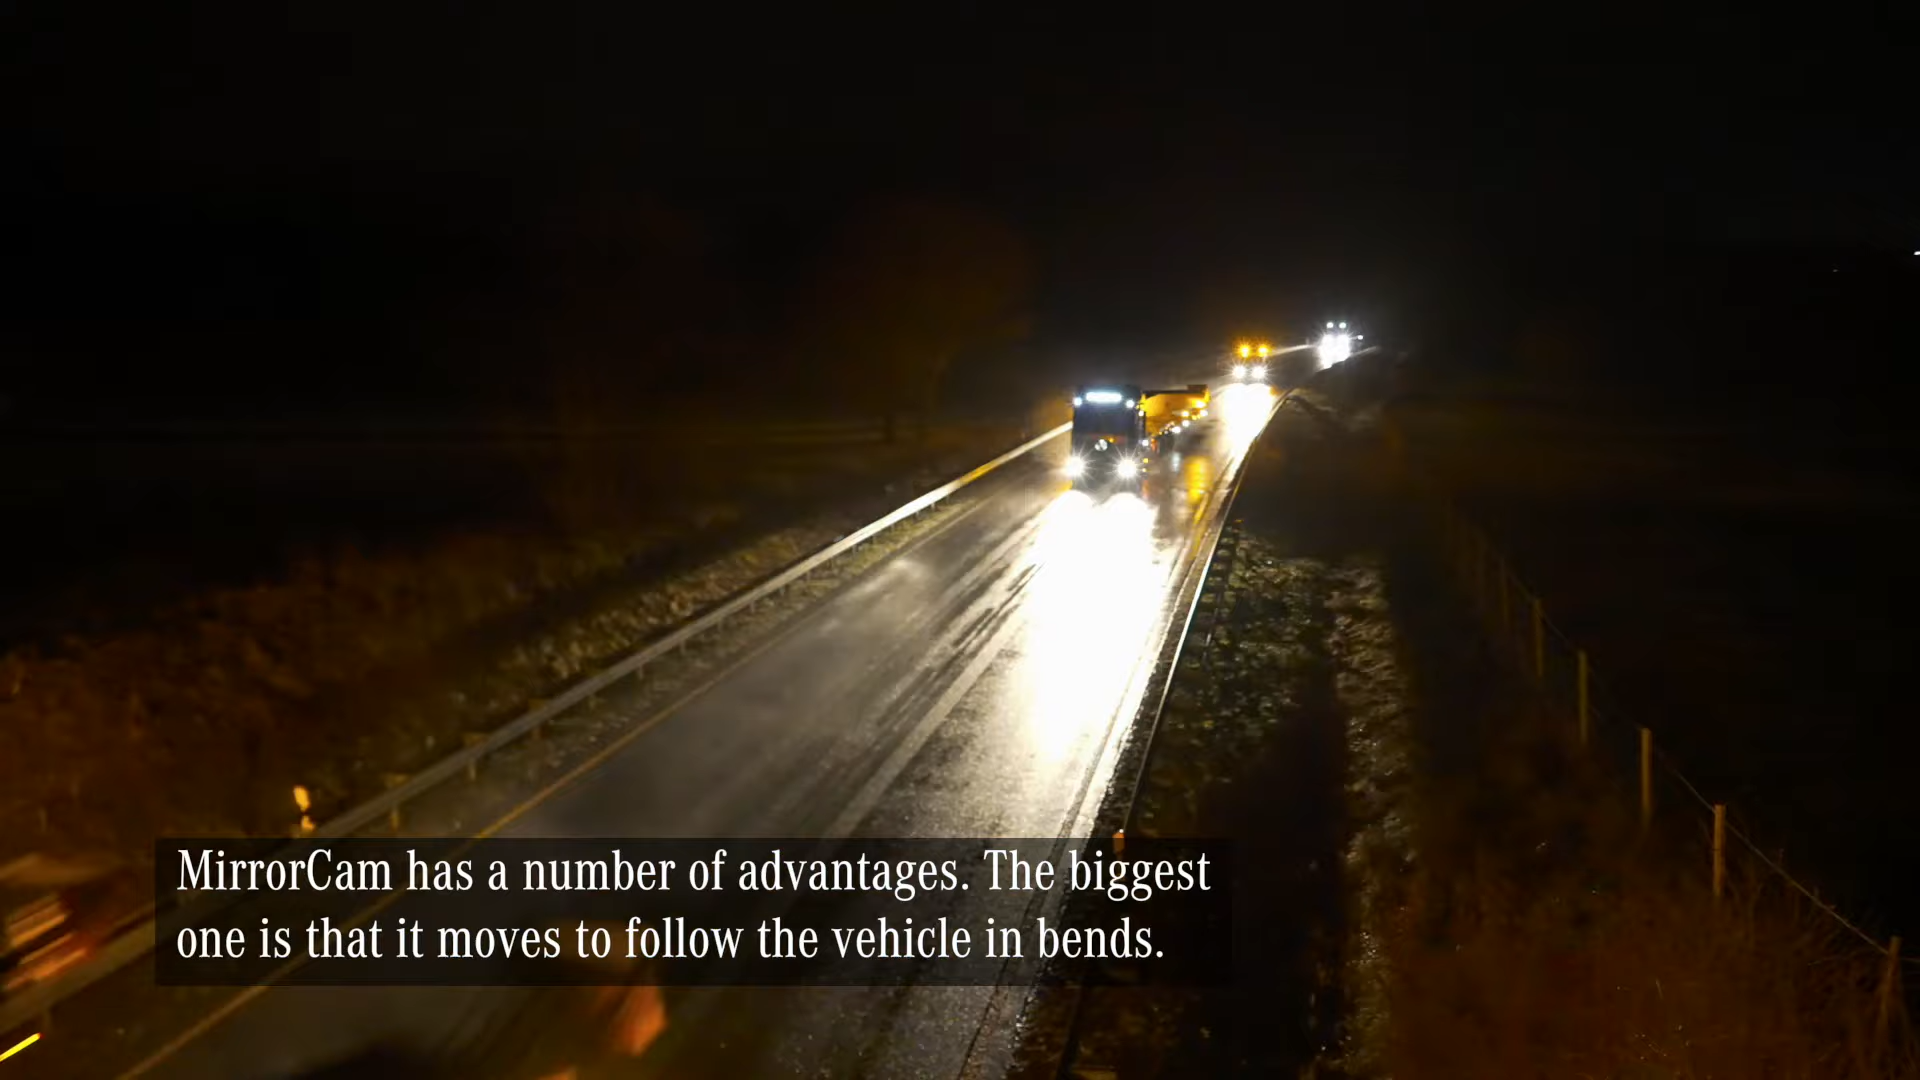 MirrorCam has a number of advantages. The biggest
one is that it moves to follow the vehicle in bends.